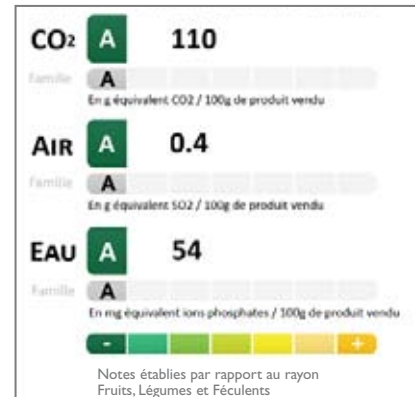 CO2 A 110
Famille A
En g équivalent CO2 / 100g de produit vendu
AIR A 0.4
Famille A
En g équivalent SO2 / 100g de produit vendu
EAU A 54
Famille A
En mg équivalent ions phosphates / 100g de produit vendu
- +
Notes établies par rapport au rayon
Fruits, Légumes et Féculents